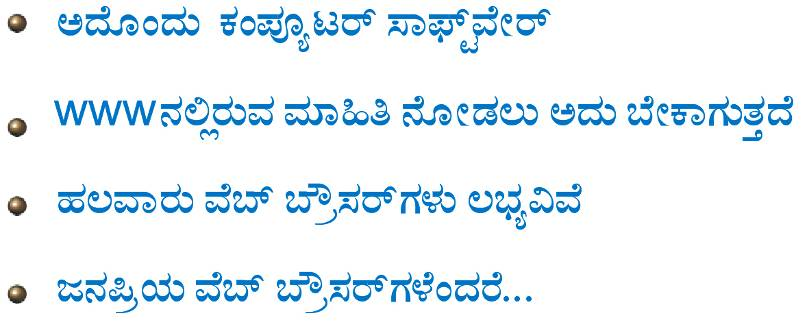 ಅದೊಂದು ಕಂಪ್ಯೂಟರ್ ಸಾಫ್ಟ್‌ವೇರ್
WWWನಲ್ಲಿರುವ ಮಾಹಿತಿ ನೋಡಲು ಅದು ಬೇಕಾಗುತ್ತದೆ
ಹಲವಾರು ವೆಬ್ ಬ್ರೌಸರ್‌ಗಳು ಲಭ್ಯವಿವೆ
ಜನಪ್ರಿಯ ವೆಬ್ ಬ್ರೌಸರ್‌ಗಳೆಂದರೆ...